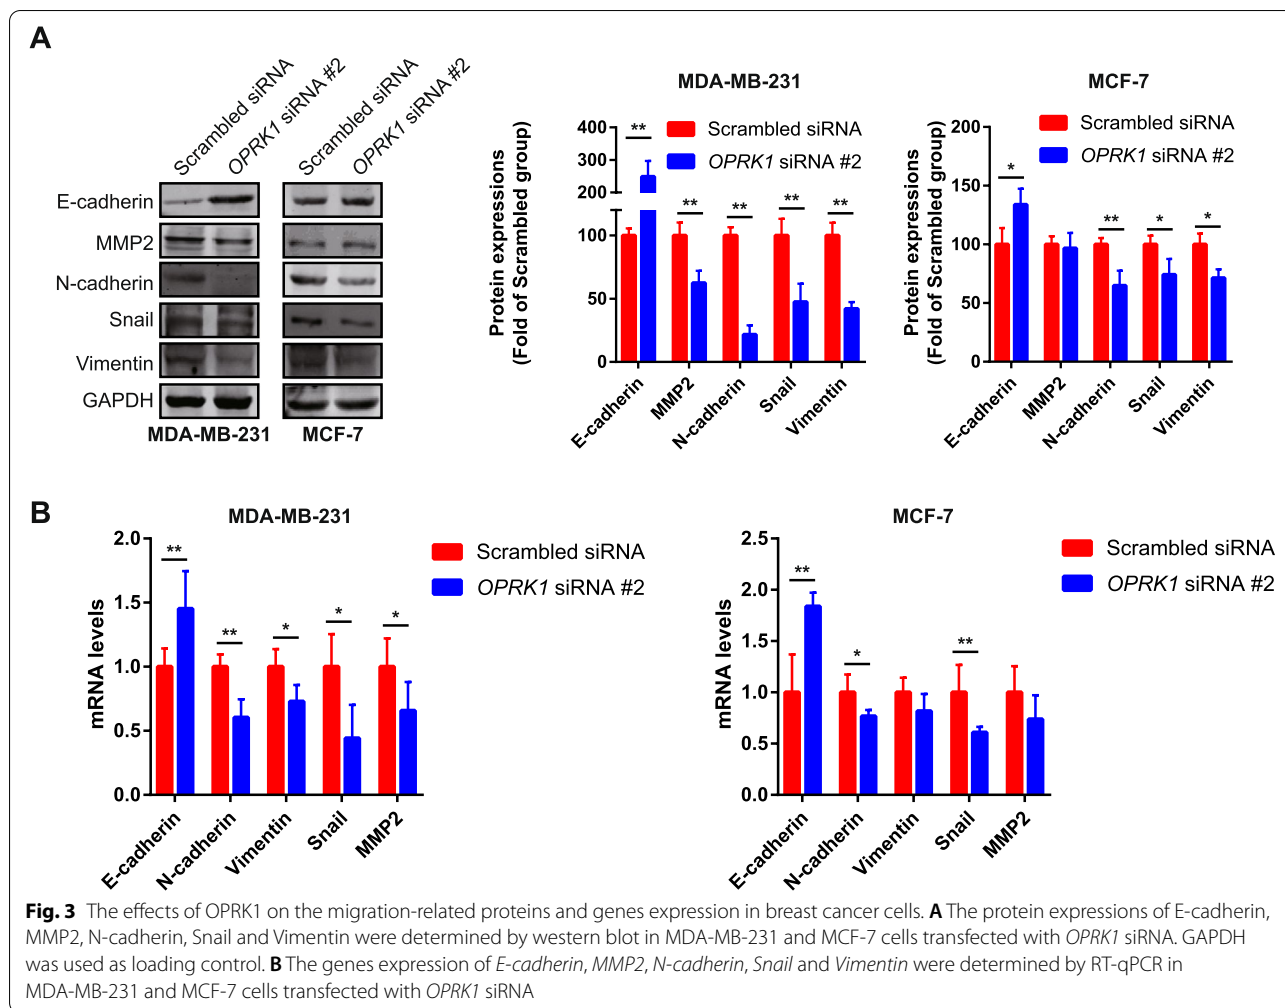 A
Scrambled siRNA
OPRK1 siRNA #2
Scrambled siRNA
OPRK1 siRNA #2
E-cadherin
MMP2
N-cadherin
Snail
Vimentin
GAPDH
MDA-MB-231
MCF-7
MDA-MB-231
Scrambled siRNA
OPRK1 siRNA #2
Protein expressions
(Fold of Scrambled group)
400
300
200
100
50
0
**
**
**
**
**
E-cadherin
MMP2
N-cadherin
Snail
Vimentin
MCF-7
Scrambled siRNA
OPRK1 siRNA #2
Protein expressions
(Fold of Scrambled group)
200
150
100
50
0
*
**
*
*
E-cadherin
MMP2
N-cadherin
Snail
Vimentin
B
MDA-MB-231
Scrambled siRNA
OPRK1 siRNA #2
mRNA levels
2.0
1.5
1.0
0.5
0.0
**
**
*
*
*
E-cadherin
N-cadherin
Vimentin
Snail
MMP2
MCF-7
Scrambled siRNA
OPRK1 siRNA #2
mRNA levels
2.5
2.0
1.5
1.0
0.5
0.0
**
*
**
E-cadherin
N-cadherin
Vimentin
Snail
MMP2
Fig. 3 The effects of OPRK1 on the migration-related proteins and genes expression in breast cancer cells. A The protein expressions of E-cadherin,
MMP2, N-cadherin, Snail and Vimentin were determined by western blot in MDA-MB-231 and MCF-7 cells transfected with OPRK1 siRNA. GAPDH
was used as loading control. B The genes expression of E-cadherin, MMP2, N-cadherin, Snail and Vimentin were determined by RT-qPCR in
MDA-MB-231 and MCF-7 cells transfected with OPRK1 siRNA